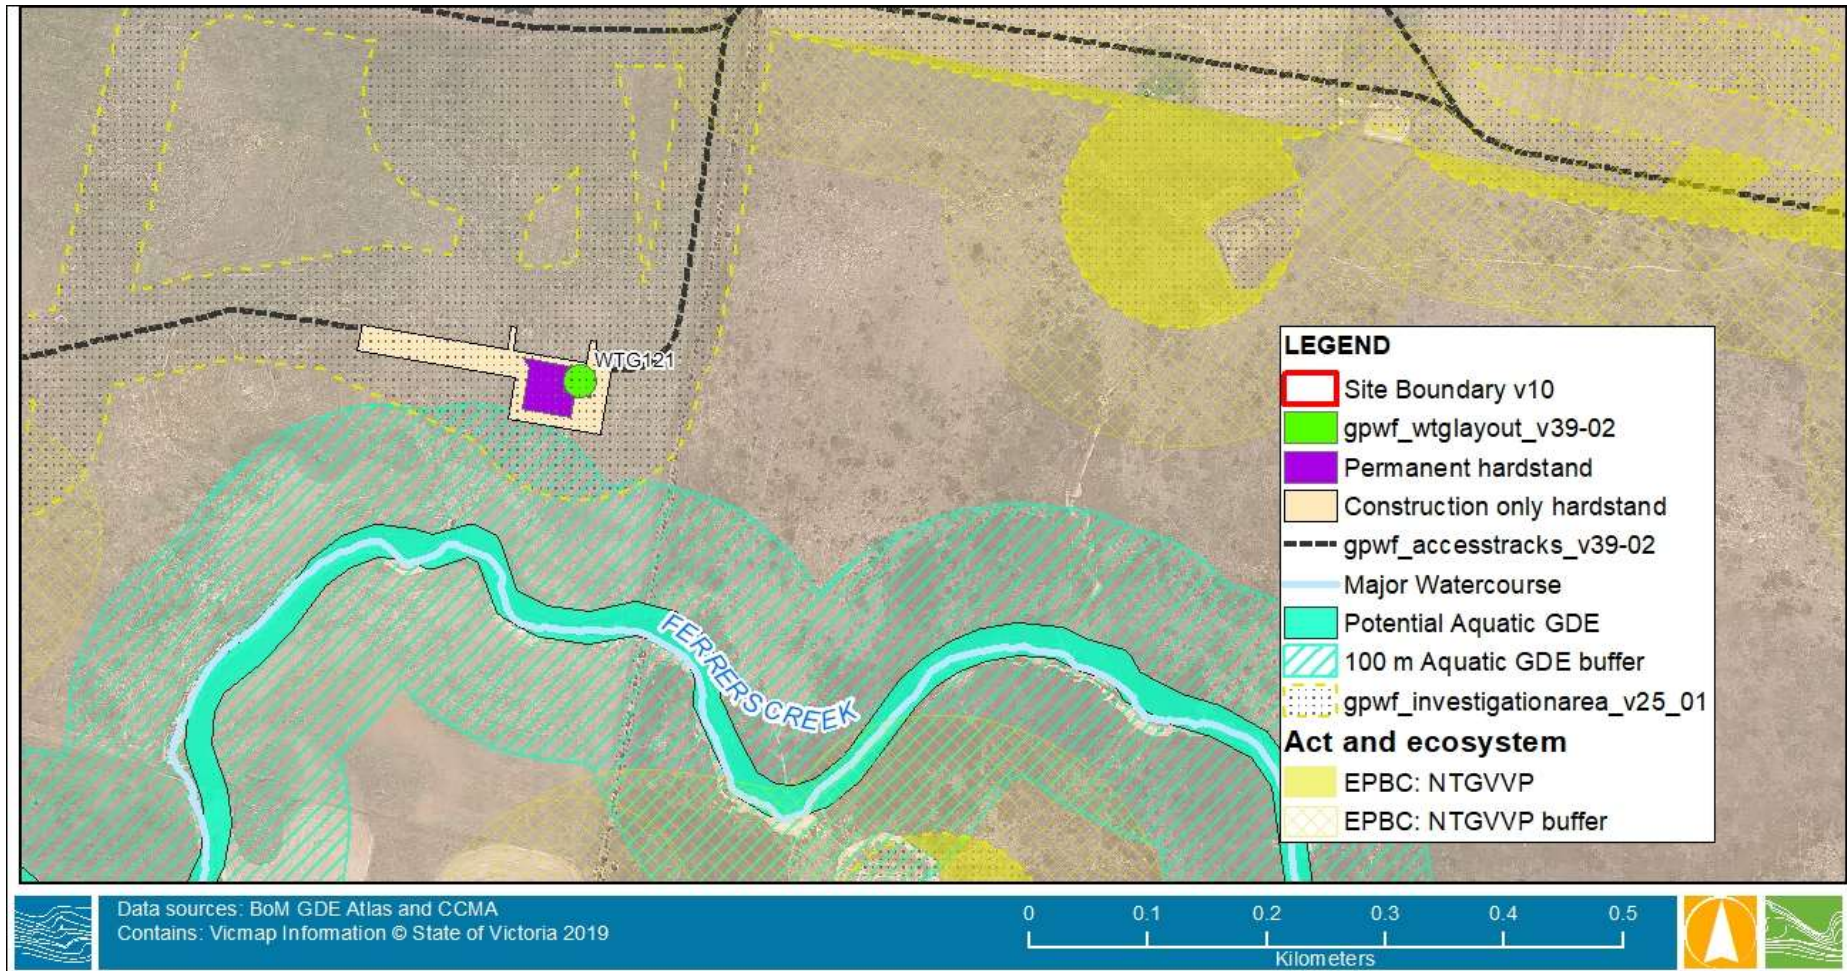 WTG121
FERRERS CREEK
LEGEND
Site Boundary v10
gpwf_wtglayout_v39-02
Permanent hardstand
Construction only hardstand
gpwf_accesstracks_v39-02
Major Watercourse
Potential Aquatic GDE
100 m Aquatic GDE buffer
gpwf_investigationarea_v25_01
Act and ecosystem
EPBC: NTGVVP
EPBC: NTGVVP buffer
Data sources: BoM GDE Atlas and CCMA
Contains: Vicmap Information © State of Victoria 2019
0 0.1 0.2 0.3 0.4 0.5
Kilometers